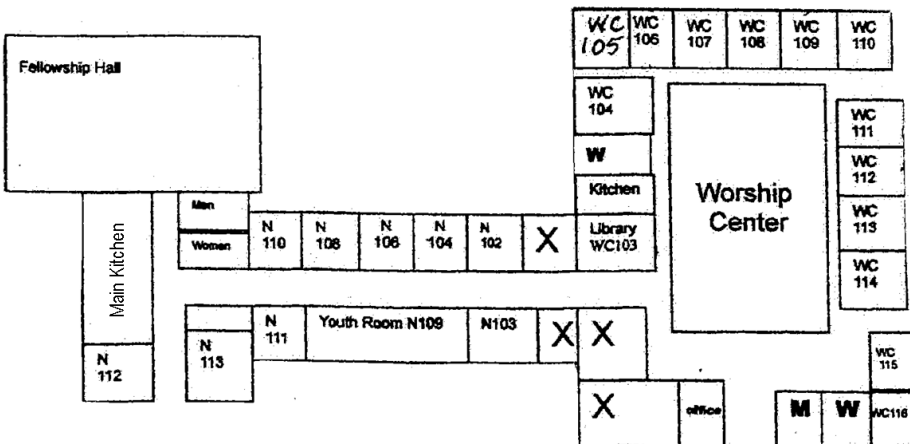 WC
105
WC
106
WC
107
WC
108
WC
109
WC
110
Fellowship Hall
WC
104
WC
111
W
WC
112
Kitchen
Worship
Center
Men
WC
113
Women
N
110
N
108
N
106
N
104
N
102
X
Library
WC103
WC
114
Main Kitchen
N
111
Youth Room N109
N103
X
X
N
112
N
113
WC
115
X
office
M
W
WC116